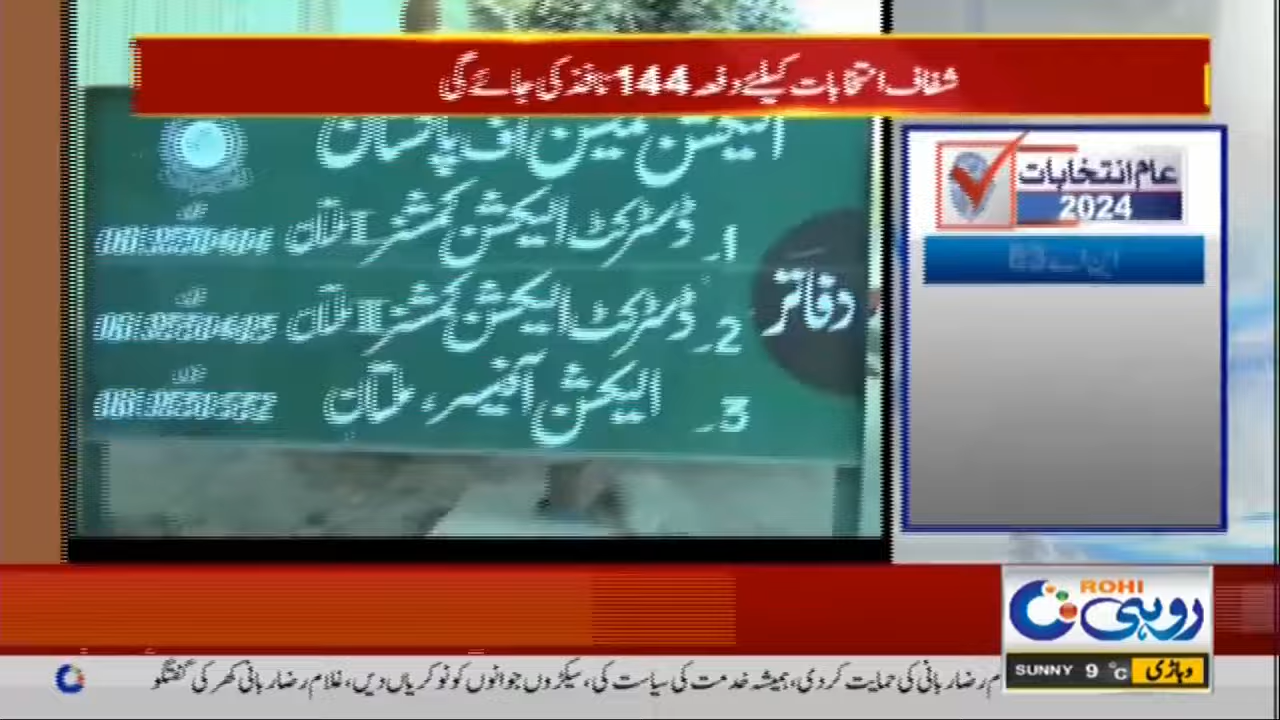 شفاف انتخابات کیلئے دفعہ 144 نافذ کی جائے گی
الیکشن کمیشن آف پاکستان
1۔ ڈسٹرکٹ الیکشن کمشنر I ملتان
2۔ ڈسٹرکٹ الیکشن کمشنر II ملتان
3۔ الیکشن آفیسر، ملتان
دفاتر
عام انتخابات
2024
این اے 83
ROHI
روہی
SUNNY 9 °C وہاڑی
م رضا ربانی کی حمایت کردی، ہمیشہ خدمت کی سیاست کی، سیکڑوں جوانوں کو نوکریاں دیں، غلام رضا ربانی کھر کی گفتگو